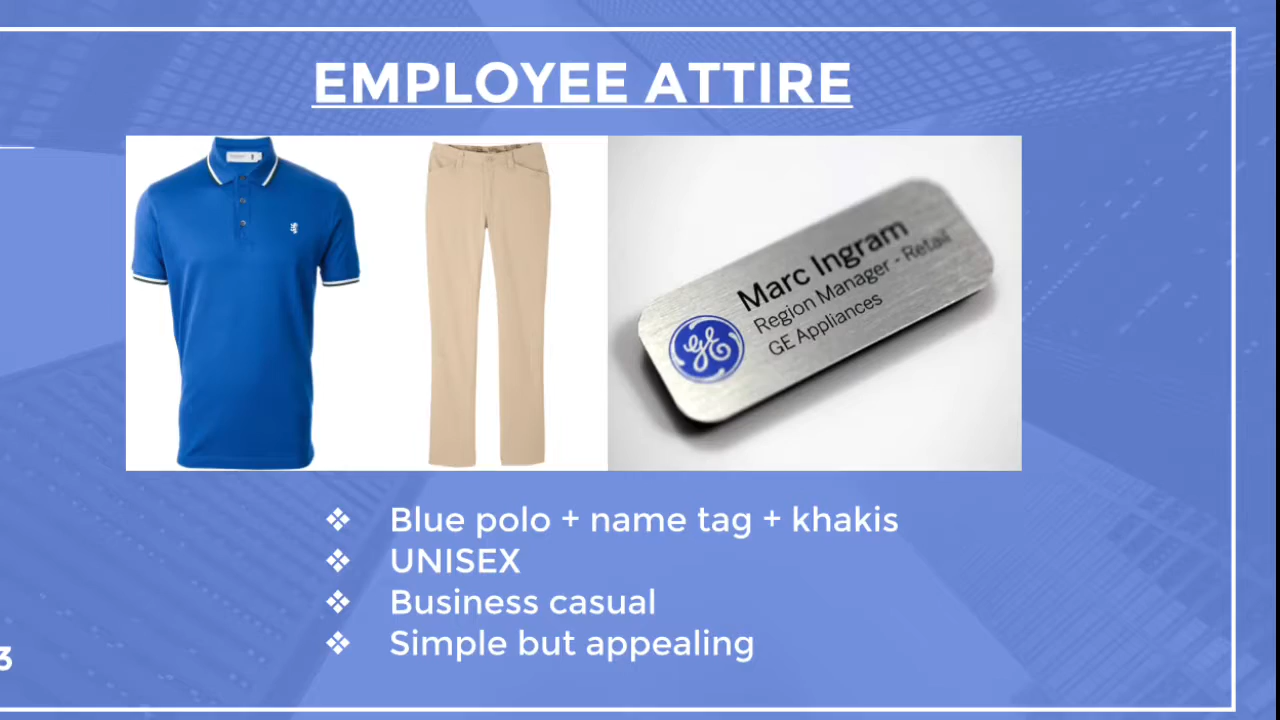 EMPLOYEE ATTIRE
Marc Ingram
Region Manager - Retail
GE Appliances
GE
❖ Blue polo + name tag + khakis
❖ UNISEX
❖ Business casual
❖ Simple but appealing
3